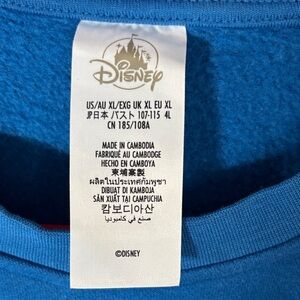 Disney
US/AU XL/EXG UK XL EU XL
JP日本 バスト 107-115 4L
CN 185/108A
MADE IN CAMBODIA
FABRIQUÉ AU CAMBODGE
HECHO EN CAMBOYA
柬埔寨製
ผลิตในประเทศกัมพูชา
DIBUAT DI KAMBOJA
SẢN XUẤT TẠI CAMPUCHIA
캄보디아산
صنع في كامبوديا
©DISNEY